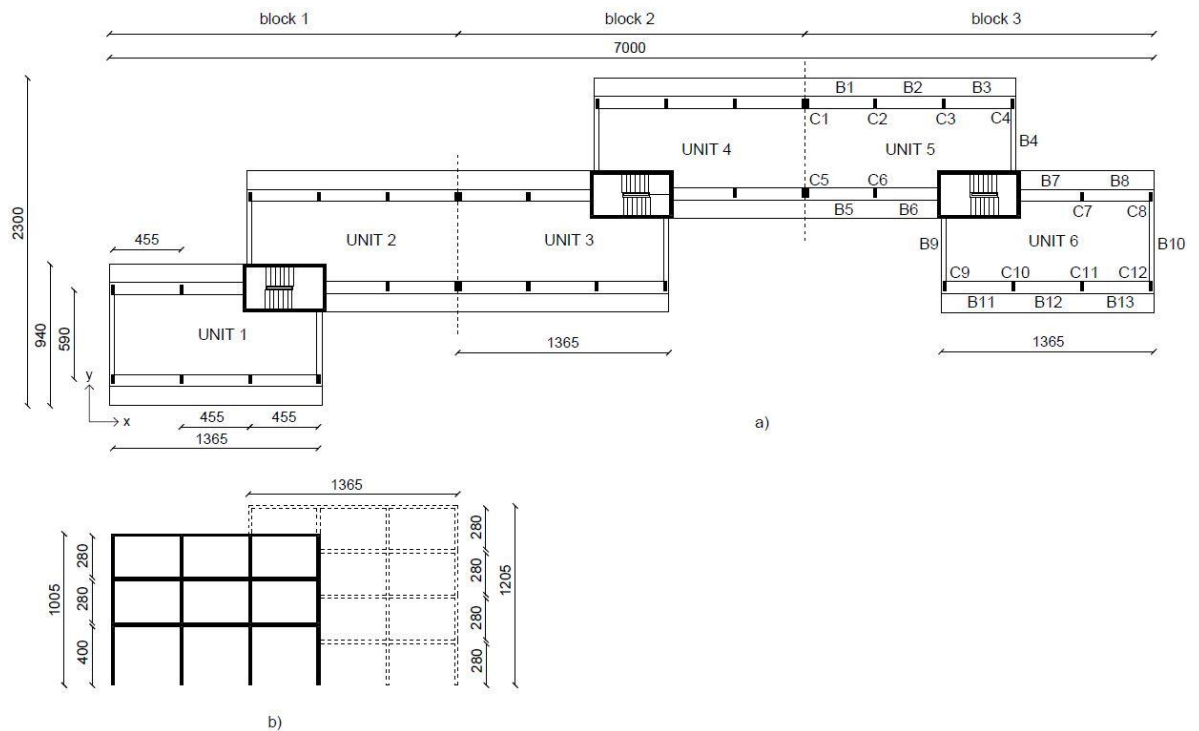 block 1 block 2 block 3
7000
B1 B2 B3
C1 C2 C3 C4
UNIT 4 UNIT 5 B4
C5 C6 B7 B8
B5 B6 C7 C8
2300
455 UNIT 2 UNIT 3 B9 UNIT 6 B10
C9 C10 C11 C12
B11 B12 B13
940
590
UNIT 1
1365 1365
y
x
455 455
1365
a)
1365
280 280
1005 280 280 1205
400 280
280
b)